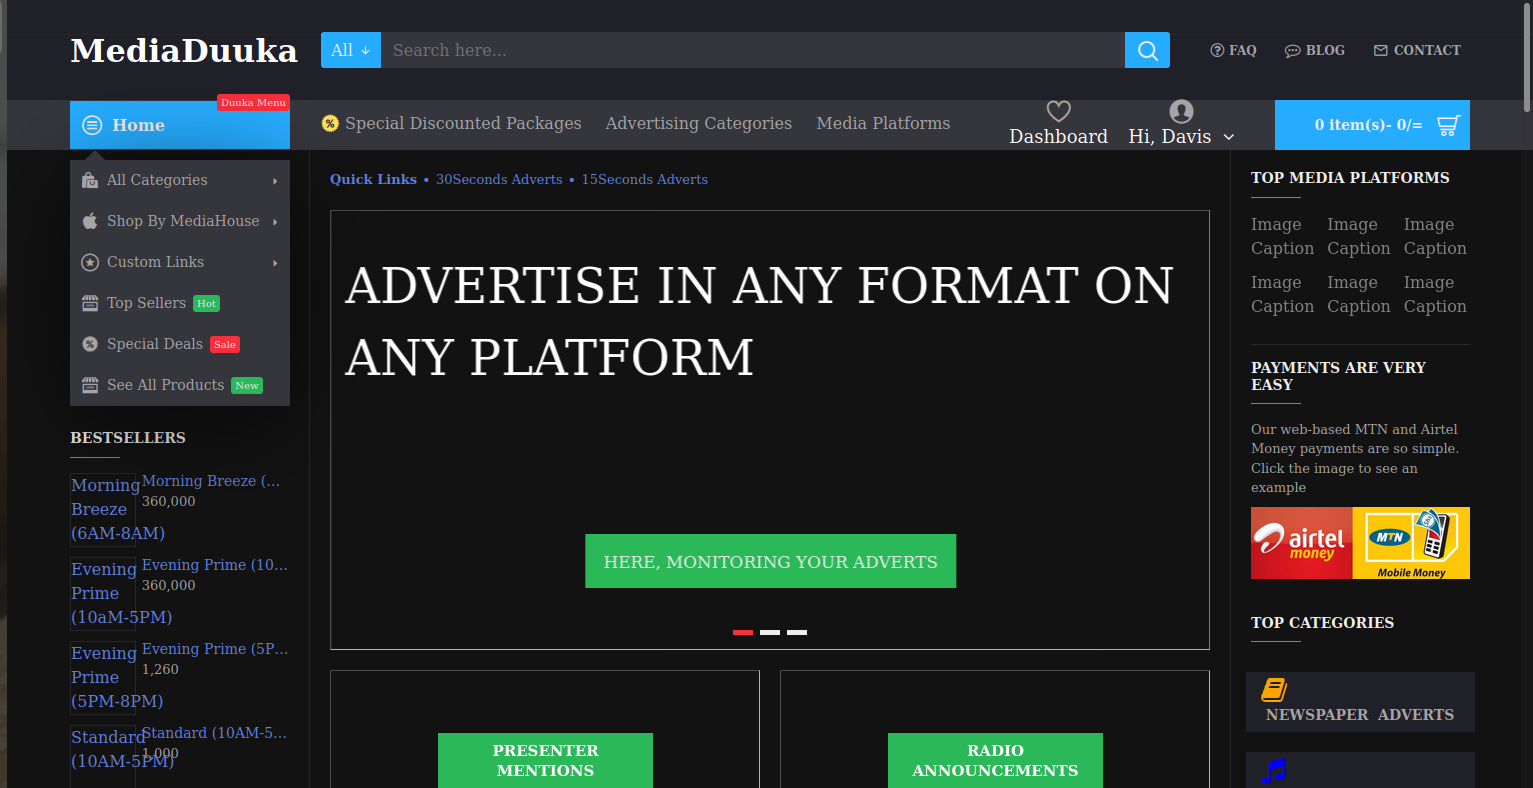 MediaDuuka
All
Search here...
FAQ
BLOG
CONTACT
Duuka Menu
Home
Special Discounted Packages
Advertising Categories
Media Platforms
Dashboard
Hi, Davis
0 item(s)- 0/=
All Categories
Shop By MediaHouse
Custom Links
Top Sellers Hot
Special Deals Sale
See All Products New
BESTSELLERS
Morning Breeze (6AM-8AM)
Morning Breeze (...
360,000
Evening Prime (10aM-5PM)
Evening Prime (10...
360,000
Evening Prime (5PM-8PM)
Evening Prime (5P...
1,260
Standard (10AM-5PM)
Standard (10AM-5...
1,000
Quick Links • 30Seconds Adverts • 15Seconds Adverts
ADVERTISE IN ANY FORMAT ON
ANY PLATFORM
HERE, MONITORING YOUR ADVERTS
PRESENTER
MENTIONS
RADIO
ANNOUNCEMENTS
TOP MEDIA PLATFORMS
Image Caption
Image Caption
Image Caption
Image Caption
Image Caption
Image Caption
PAYMENTS ARE VERY
EASY
Our web-based MTN and Airtel
Money payments are so simple.
Click the image to see an
example
airtel
money
MTN
Mobile Money
TOP CATEGORIES
NEWSPAPER ADVERTS